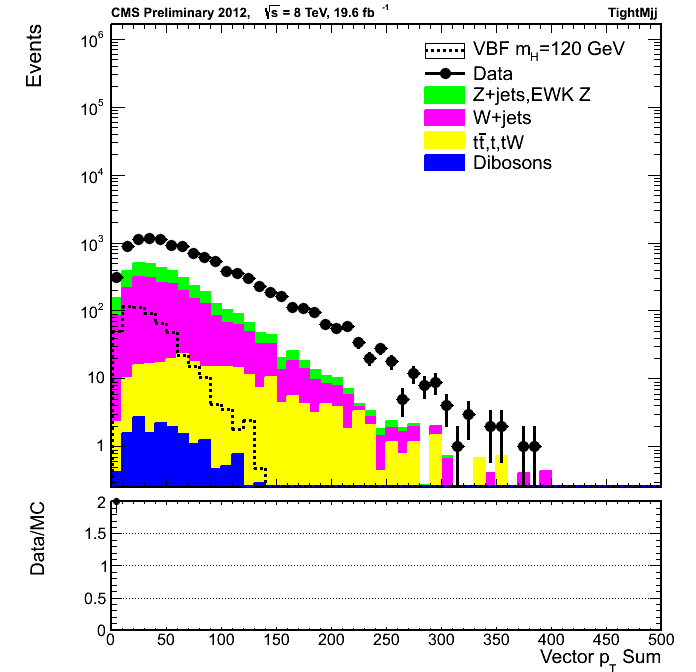 CMS Preliminary 2012, √s = 8 TeV, 19.6 fb⁻¹ TightMjj
Events
10⁶
10⁵
10⁴
10³
10²
10
1
VBF m_H=120 GeV
Data
Z+jets,EWK Z
W+jets
tt̅,t,tW
Dibosons
Data/MC
2
1.5
1
0.5
0
0 50 100 150 200 250 300 350 400 450 500
Vector p_T Sum